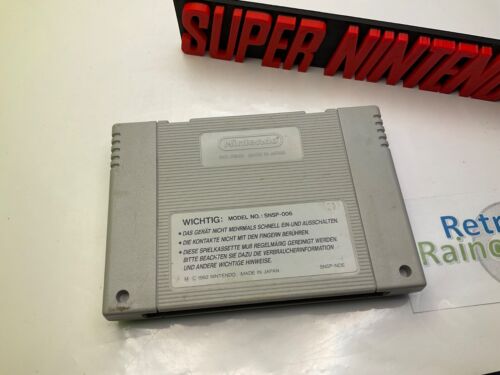 SUPER NINTEND
Nintendo
WICHTIG: MODEL NO.: SNSP-006
• DAS GERÄT NICHT MEHRMALS SCHNELL EIN-UND AUSSCHALTEN.
• DIE KONTAKTE NICHT MIT DEN FINGERN BERÜHREN.
• DIESE SPIELKASSETTE NUR REGELMÄßIG GEREINIGT WERDEN.
BITTE BEACHTEN SIE DAZU DIE VERBRAUCHERINFORMATION
UND ANDERE WICHTIGE HINWEISE.
M C 1992 NINTENDO. MADE IN JAPAN
SNSP-NOE
Retr
Rain